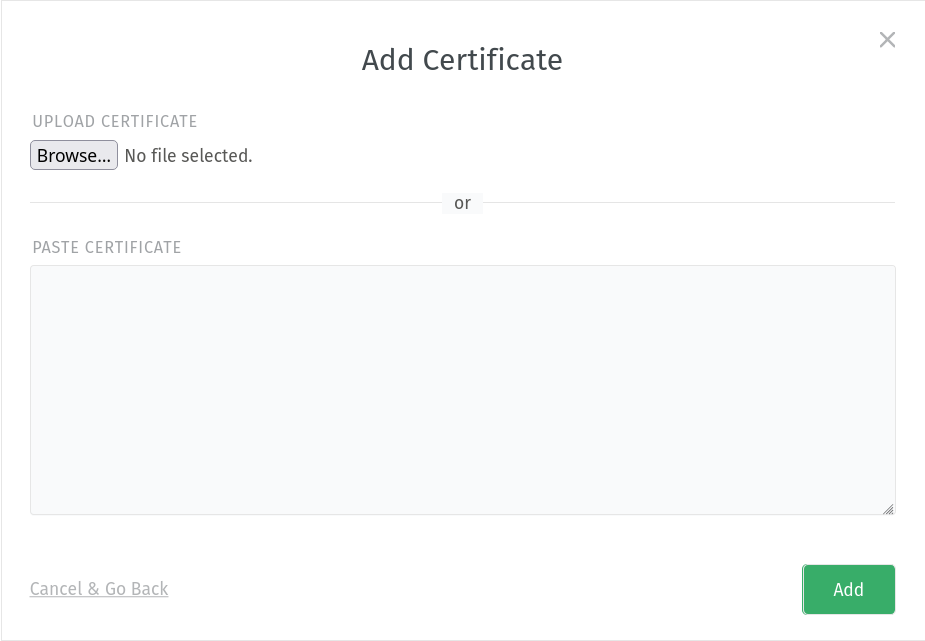 Add Certificate
UPLOAD CERTIFICATE
Browse... No file selected.
or
PASTE CERTIFICATE
Cancel & Go Back
Add